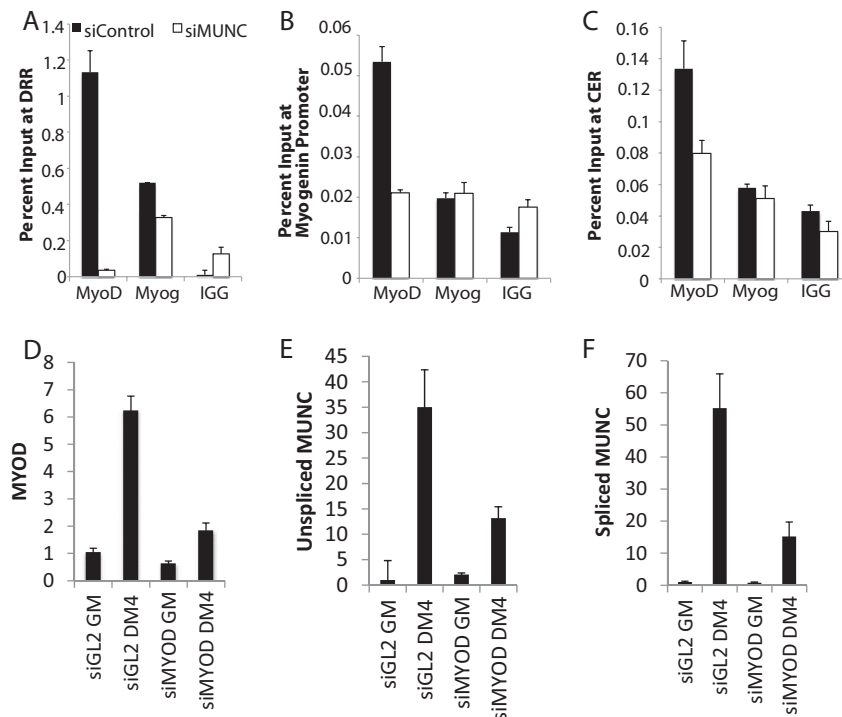 A
siControl siMUNC
Percent Input at DRR
1.4
1.2
1
0.8
0.6
0.4
0.2
0
MyoD Myog IGG
B
Percent Input at
Myogenin Promoter
0.06
0.05
0.04
0.03
0.02
0.01
0
MyoD Myog IGG
C
Percent Input at CER
0.16
0.14
0.12
0.1
0.08
0.06
0.04
0.02
0
MyoD Myog IGG
D
MYOD
8
7
6
5
4
3
2
1
0
siGL2 GM
siGL2 DM4
siMYOD GM
siMYOD DM4
E
Unspliced MUNC
45
40
35
30
25
20
15
10
5
0
siGL2 GM
siGL2 DM4
siMYOD GM
siMYOD DM4
F
Spliced MUNC
70
60
50
40
30
20
10
0
siGL2 GM
siGL2 DM4
siMYOD GM
siMYOD DM4